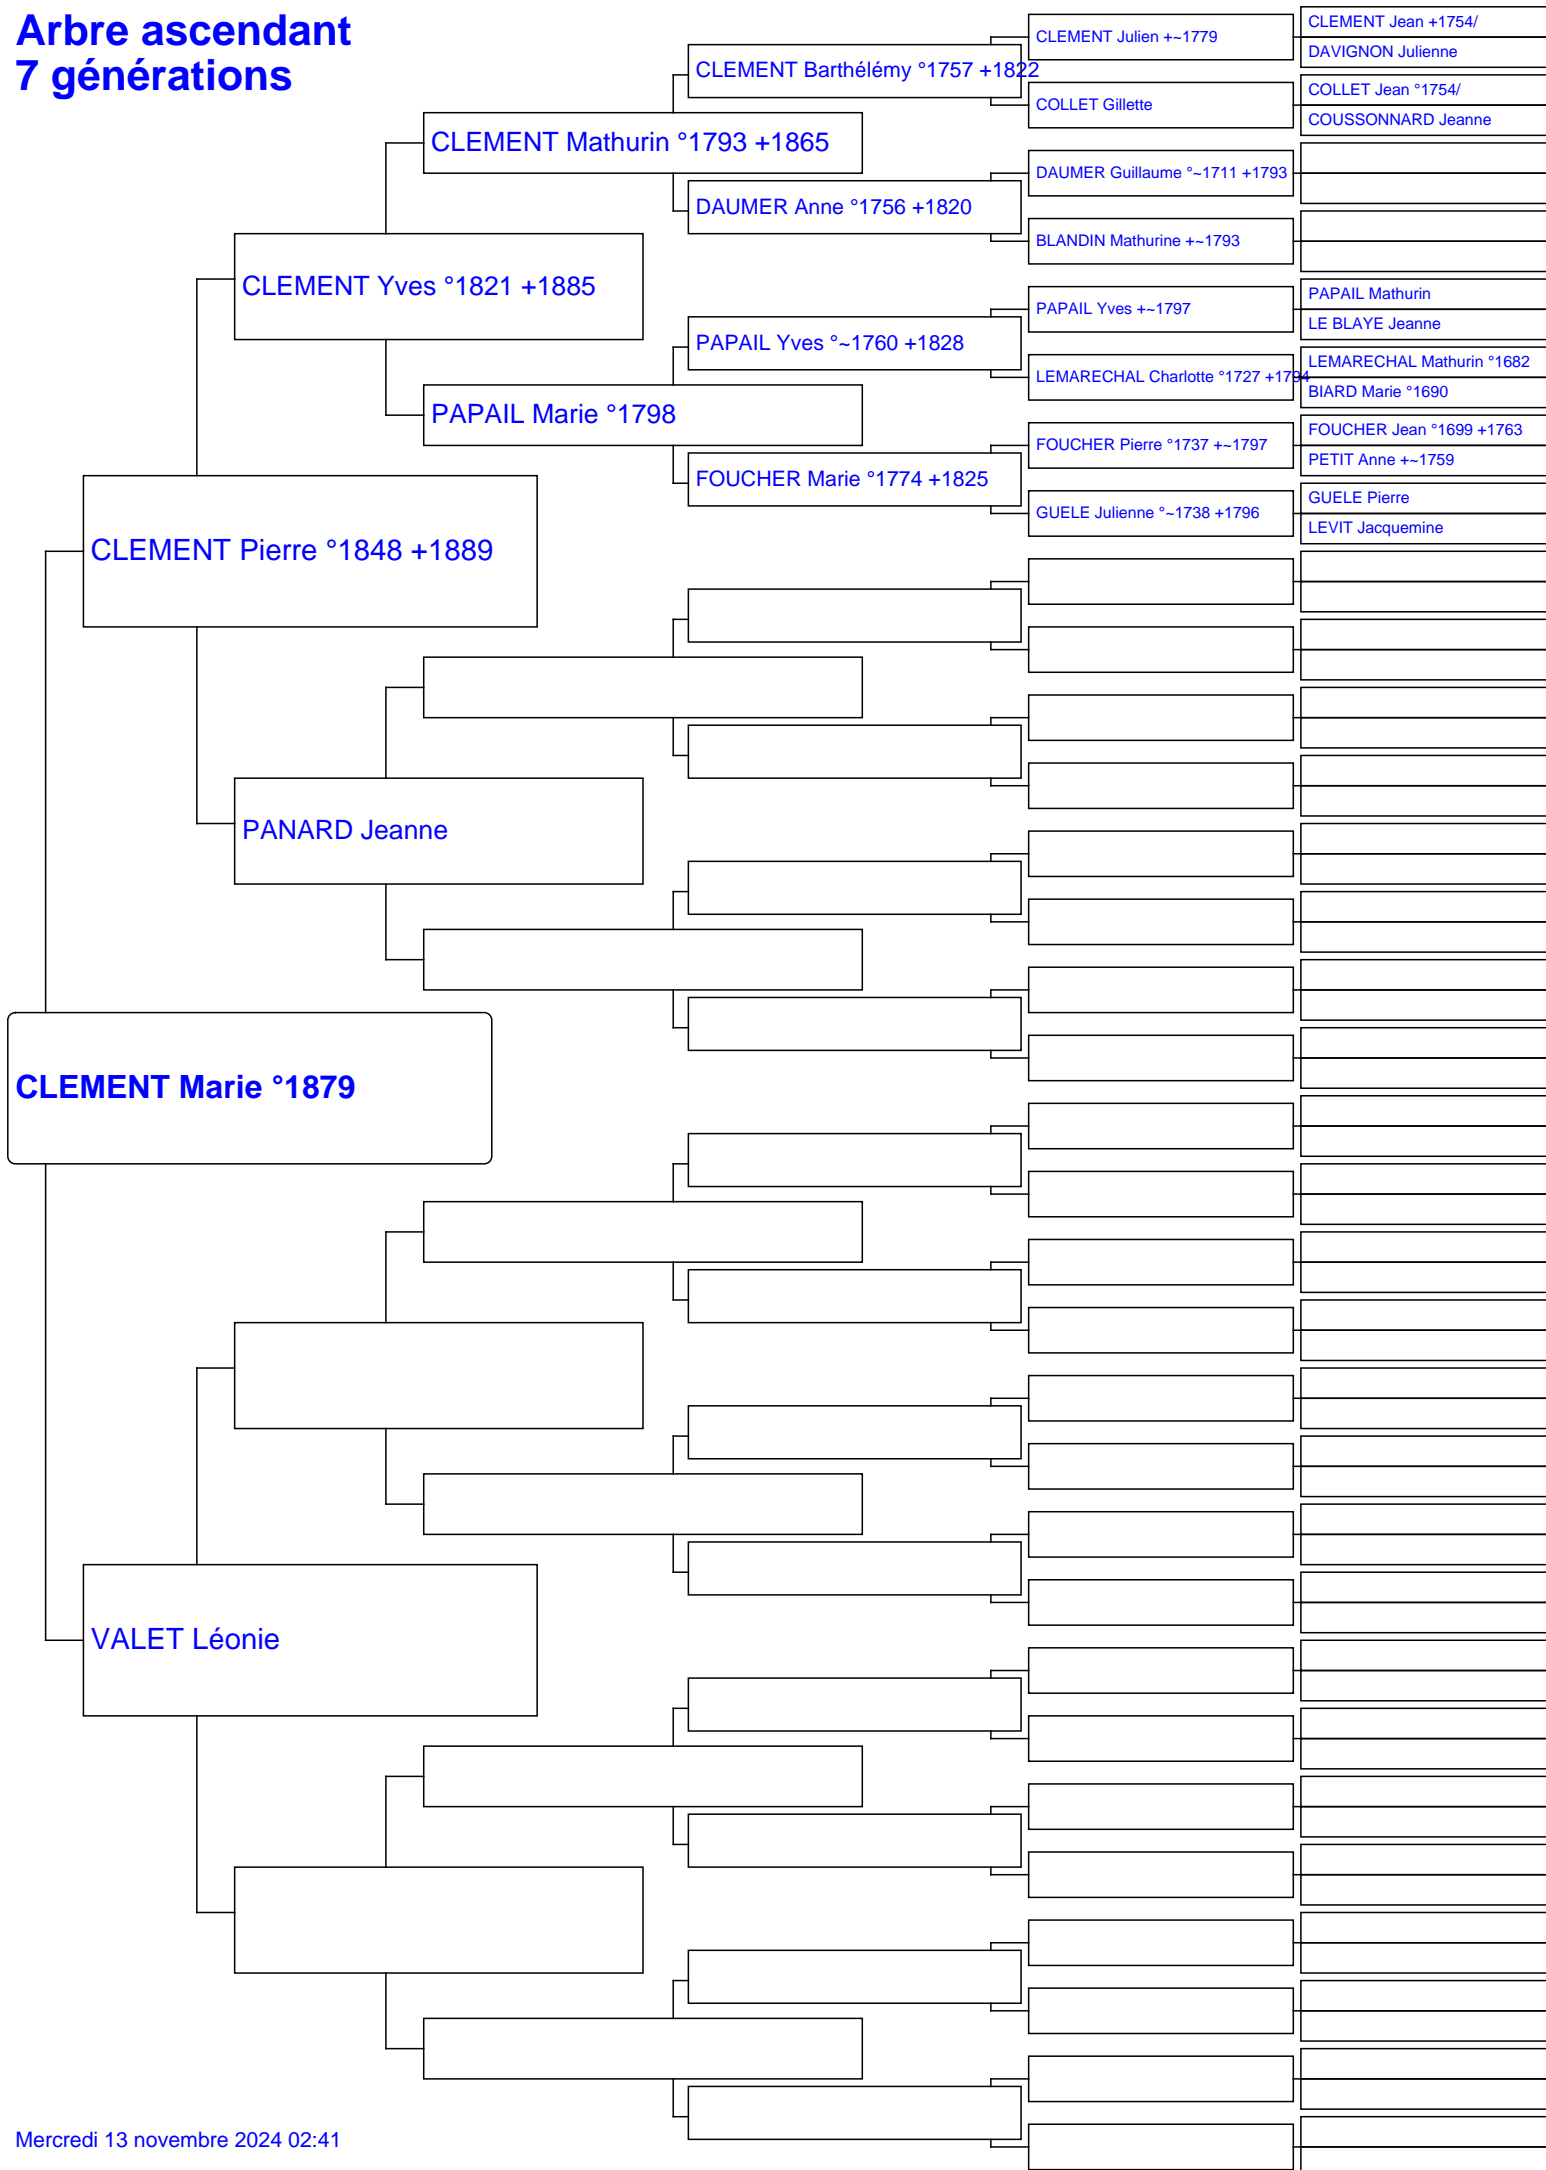 Arbre ascendant
7 générations
CLEMENT Marie °1879
CLEMENT Pierre °1848 +1889
VALET Léonie
CLEMENT Yves °1821 +1885
PANARD Jeanne
CLEMENT Mathurin °1793 +1865
PAPAIL Marie °1798
CLEMENT Barthélémy °1757 +1822
DAUMER Anne °1756 +1820
PAPAIL Yves °~1760 +1828
FOUCHER Marie °1774 +1825
CLEMENT Julien +~1779
COLLET Gillette
DAUMER Guillaume °~1711 +1793
BLANDIN Mathurine +~1793
PAPAIL Yves +~1797
LEMARECHAL Charlotte °1727 +1794
FOUCHER Pierre °1737 +~1797
GUELE Julienne °~1738 +1796
CLEMENT Jean +1754/
DAVIGNON Julienne
COLLET Jean °1754/
COUSSONNARD Jeanne
PAPAIL Mathurin
LE BLAYE Jeanne
LEMARECHAL Mathurin °1682
BIARD Marie °1690
FOUCHER Jean °1699 +1763
PETIT Anne +~1759
GUELE Pierre
LEVIT Jacquemine
Mercredi 13 novembre 2024 02:41